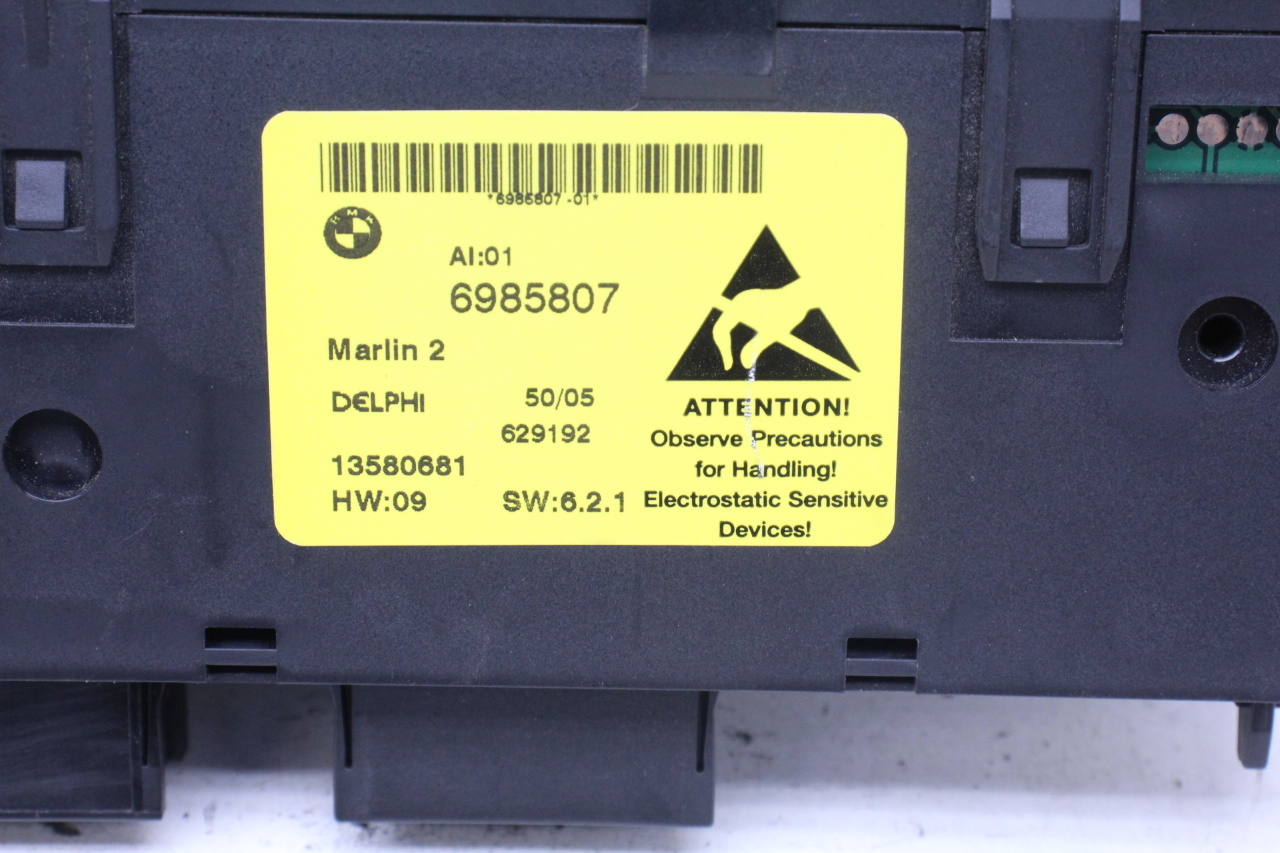 *6985807 -01*
BMW
AI:01
6985807
Marlin 2
DELPHI 50/05
629192
13580681
HW:09 SW:6.2.1
ATTENTION!
Observe Precautions
for Handling!
Electrostatic Sensitive
Devices!